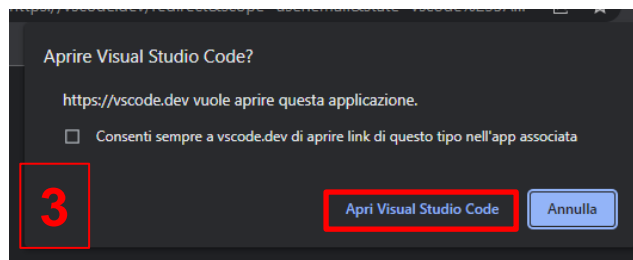 Aprire Visual Studio Code?
https://vscode.dev vuole aprire questa applicazione.
Consenti sempre a vscode.dev di aprire link di questo tipo nell'app associata
3
Apri Visual Studio Code
Annulla